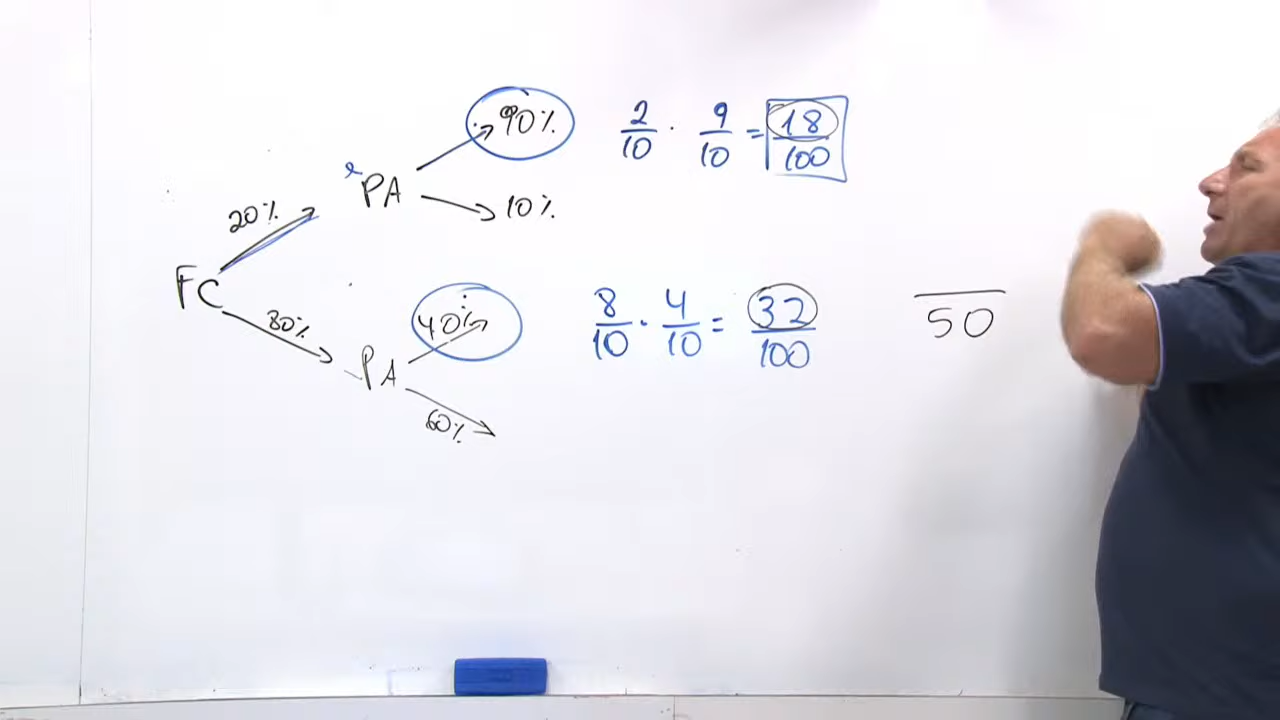 90%
2/10 · 9/10 = 18/100
PA
10%
20%
FC
80%
40%
8/10 · 4/10 = 32/100
50
PA
60%